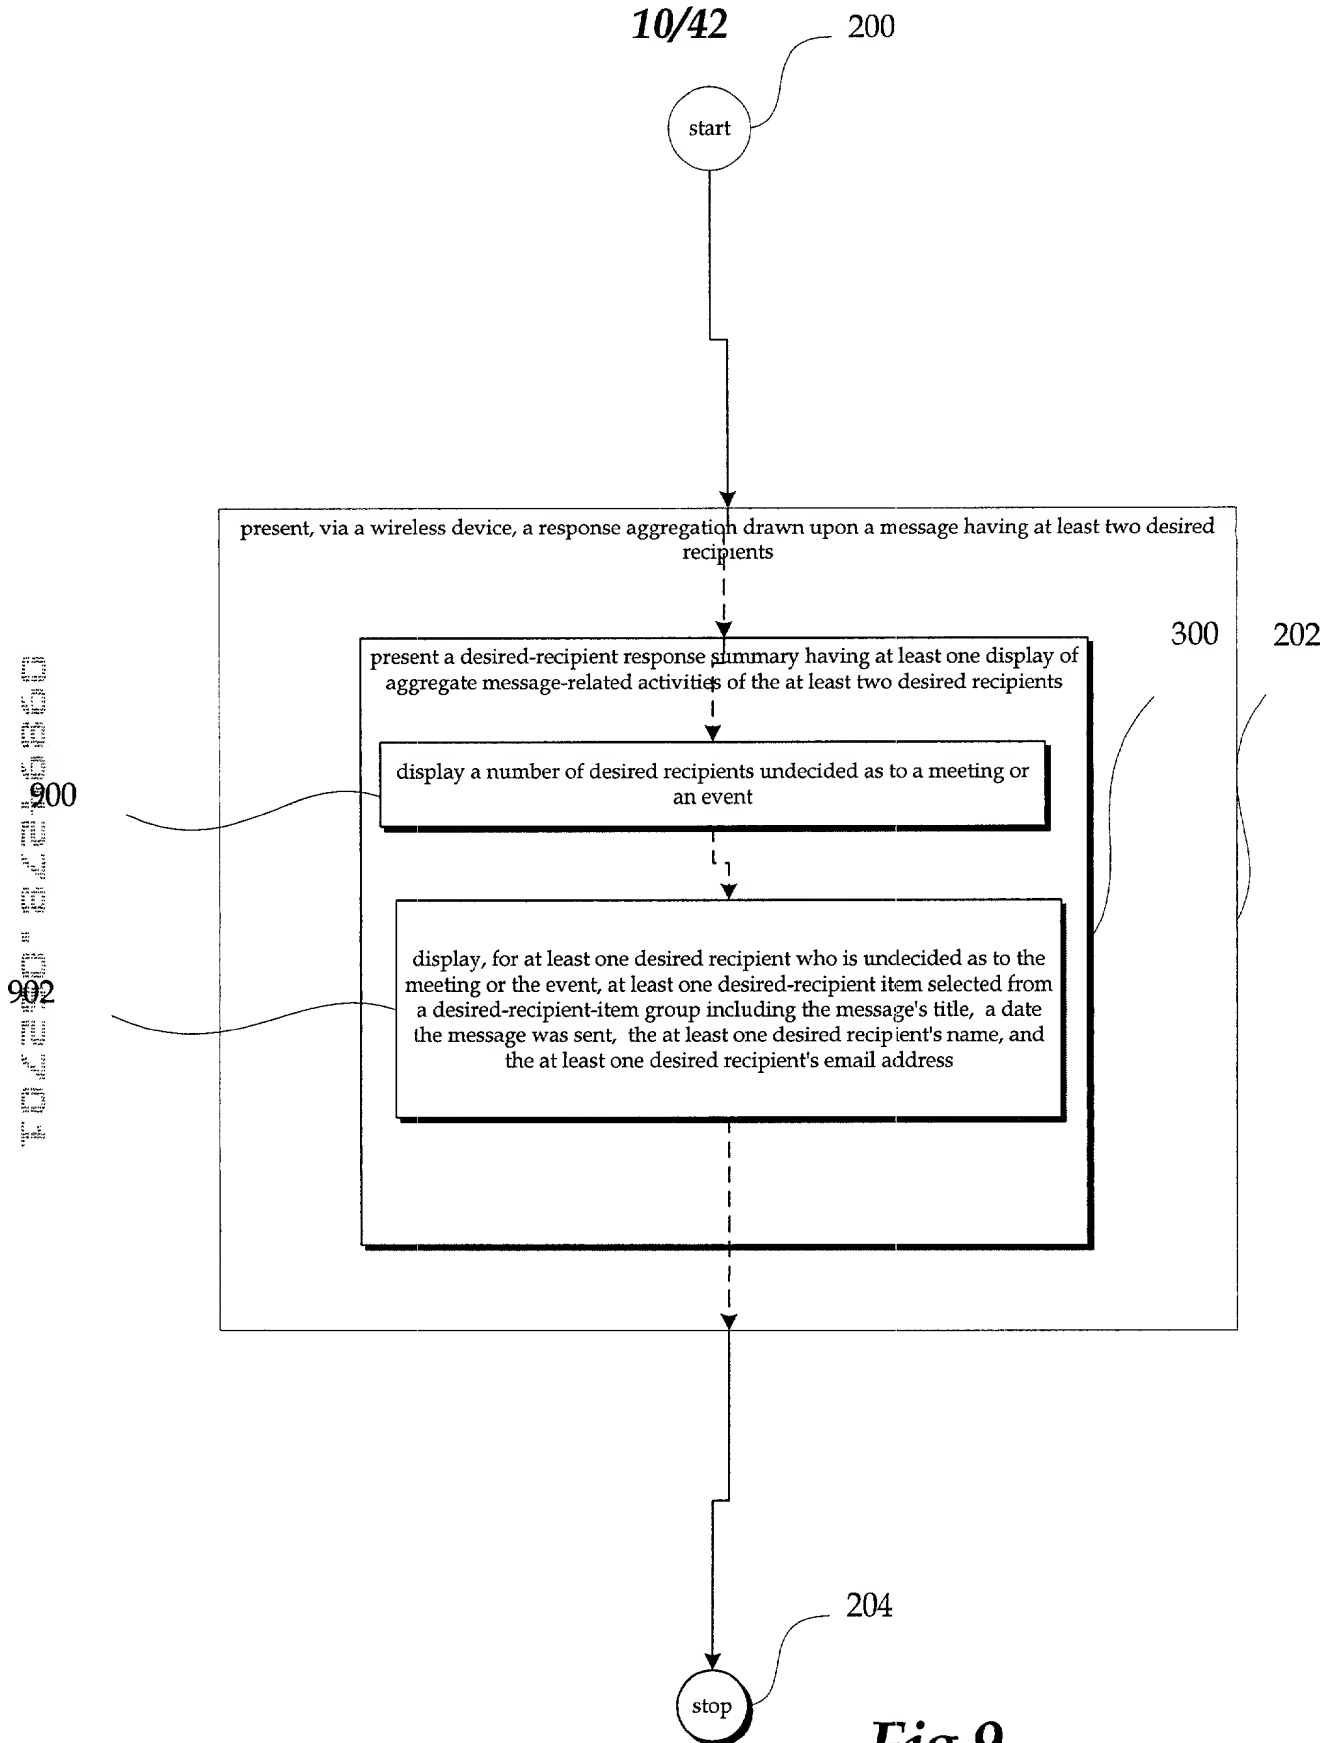 10/42
200
start
present, via a wireless device, a response aggregation drawn upon a message having at least two desired
recipients
300
202
present a desired-recipient response summary having at least one display of
aggregate message-related activities of the at least two desired recipients
900
display a number of desired recipients undecided as to a meeting or
an event
902
display, for at least one desired recipient who is undecided as to the
meeting or the event, at least one desired-recipient item selected from
a desired-recipient-item group including the message's title, a date
the message was sent, the at least one desired recipient's name, and
the at least one desired recipient's email address
204
stop
Fig 9